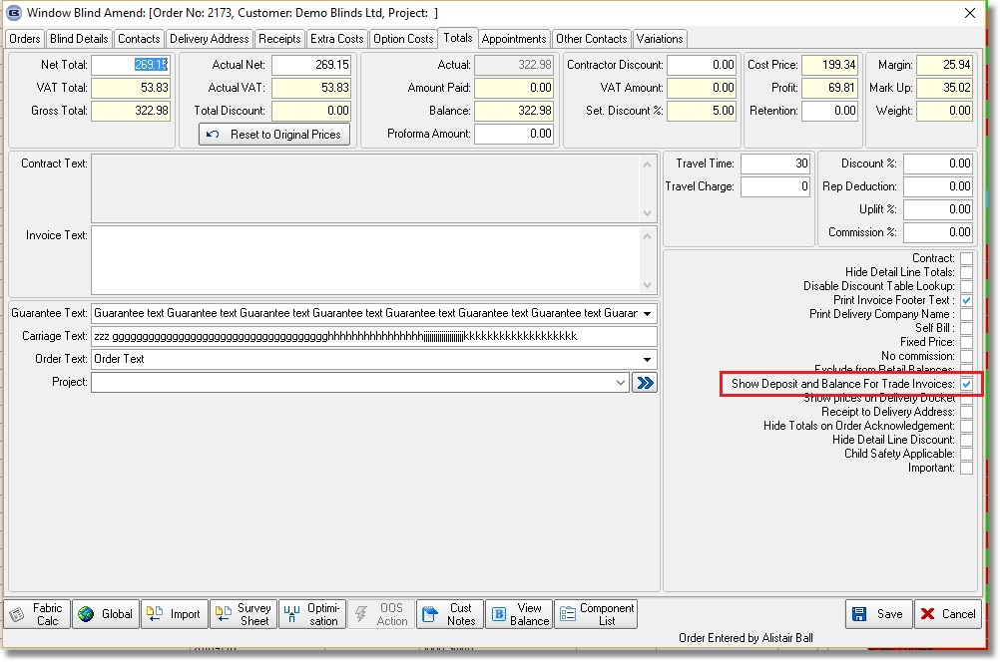 Window Blind Amend: [Order No: 2173, Customer: Demo Blinds Ltd, Project: ]
Orders Blind Details Contacts Delivery Address Receipts Extra Costs Option Costs Totals Appointments Other Contacts Variations
Net Total: 269.15 Actual Net: 269.15 Actual: 322.98 Contractor Discount: 0.00 Cost Price: 199.34 Margin: 25.94
VAT Total: 53.83 Actual VAT: 53.83 Amount Paid: 0.00 VAT Amount: 0.00 Profit: 69.81 Mark Up: 35.02
Gross Total: 322.98 Total Discount: 0.00 Balance: 322.98 Set. Discount %: 5.00 Retention: 0.00 Weight: 0.00
Reset to Original Prices Proforma Amount: 0.00
Contract Text: Travel Time: 30 Discount %: 0.00
Travel Charge: 0 Rep Deduction: 0.00
Uplift %: 0.00
Invoice Text: Commission %: 0.00
Contract:
Hide Detail Line Totals:
Disable Discount Table Lookup:
Print Invoice Footer Text :
Guarantee Text: Guarantee text Guarantee text Guarantee text Guarantee text Guarantee text Guarantee text Guarantee text Guarar
Print Delivery Company Name :
Self Bill :
Carriage Text:
Fixed Price:
Order Text: Order Text
No commission:
Exclude from Retail Balances:
Project:
Show Deposit and Balance For Trade Invoices:
Show prices on Delivery Docket
Receipt to Delivery Address:
Hide Totals on Order Acknowledgement:
Hide Detail Line Discount:
Child Safety Applicable:
Important:
Fabric Calc Global Import Survey Sheet Optimi-sation OOS Action Cust Notes View Balance Component List Save Cancel
Order Entered by Alistair Ball